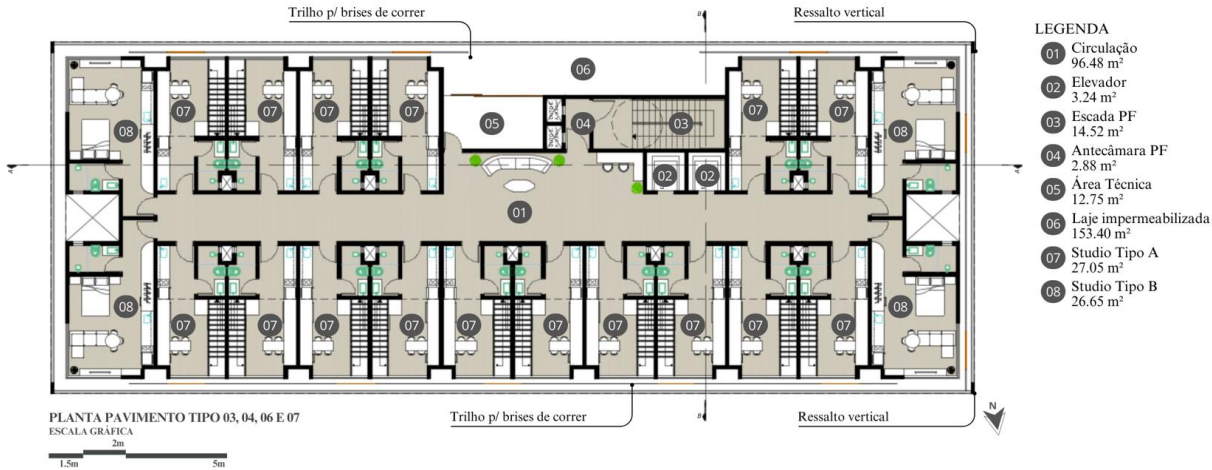 Trilho p/ brises de correr
B
Ressalto vertical
LEGENDA
01 Circulação
96.48 m²
02 Elevador
3.24 m²
03 Escada PF
14.52 m²
04 Antecâmara PF
2.88 m²
05 Área Técnica
12.75 m²
06 Laje impermeabilizada
153.40 m²
07 Studio Tipo A
27.05 m²
08 Studio Tipo B
26.65 m²
06
07 07 07 07 07 07
05 04 03
08 08
A A
02 02
01
08 08
07 07 07 07 07 07 07 07 07 07
PLANTA PAVIMENTO TIPO 03, 04, 06 E 07
ESCALA GRÁFICA
2m
1.5m 5m
Trilho p/ brises de correr
B
Ressalto vertical
N